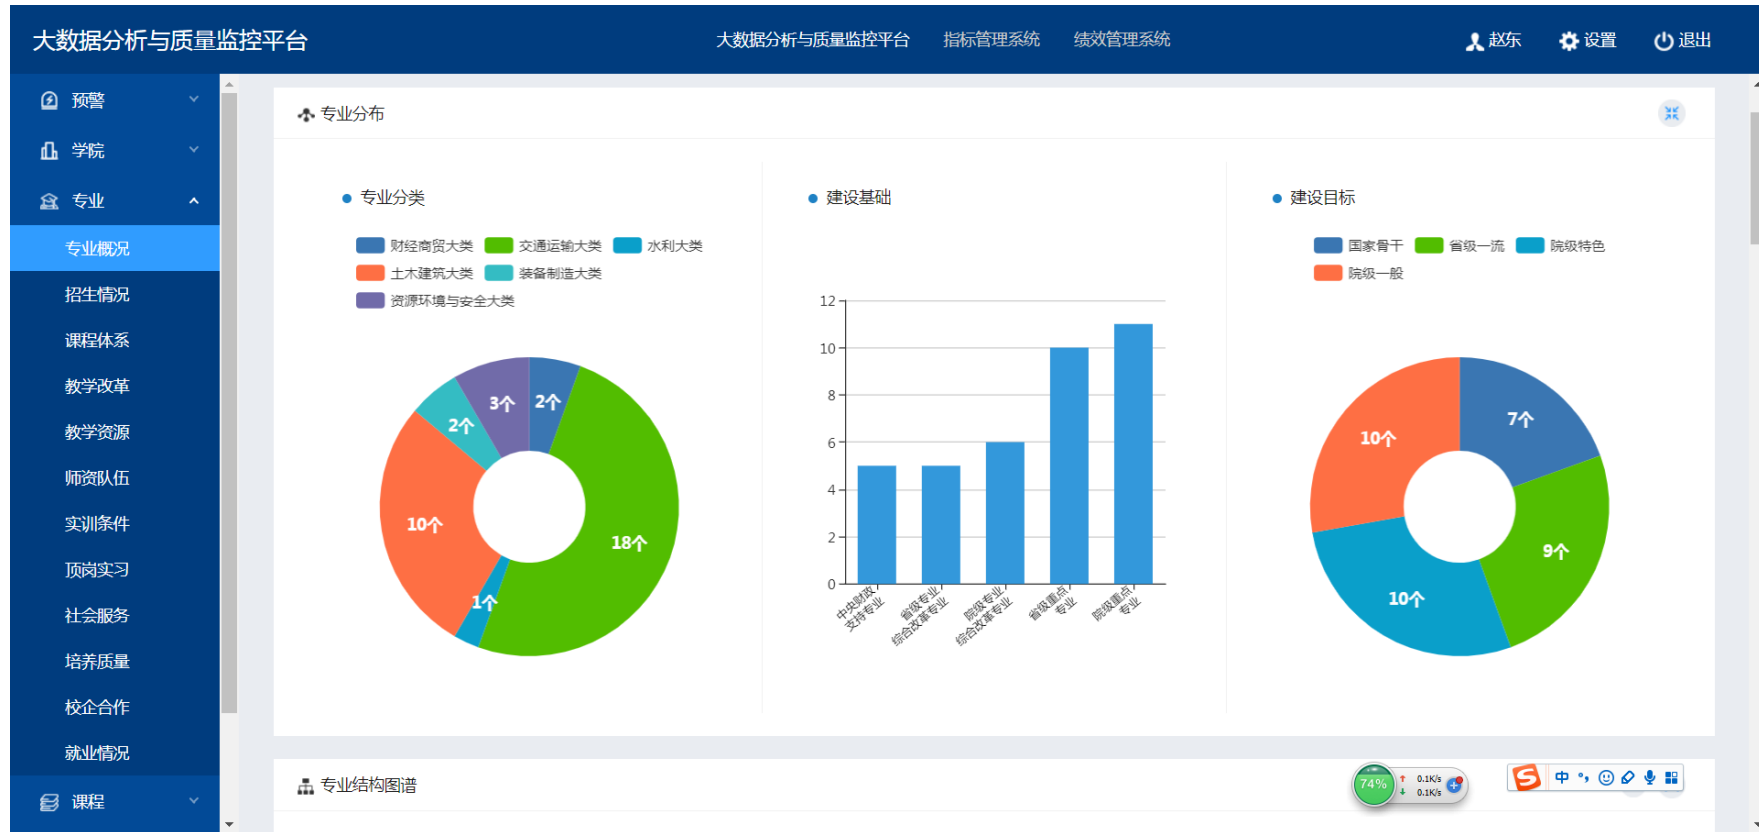 大数据分析与质量监控平台
大数据分析与质量监控平台 指标管理系统 绩效管理系统
赵东 设置 退出
预警
学院
专业
专业概况
招生情况
课程体系
教学改革
教学资源
师资队伍
实训条件
顶岗实习
社会服务
培养质量
校企合作
就业情况
课程
专业分布
专业分类
财经商贸大类 交通运输大类 水利大类
土木建筑大类 装备制造大类
资源环境与安全大类
3个 2个
2个
10个
18个
1个
建设基础
12
10
8
6
4
2
0
中央财政
支持专业
省级专业
综合改革专业
院级专业
综合改革专业
省级重点
专业
院级重点
专业
建设目标
国家骨干 省级一流 院级特色
院级一般
7个
10个
9个
10个
专业结构图谱
74%
0.1K/s
0.1K/s
S 中